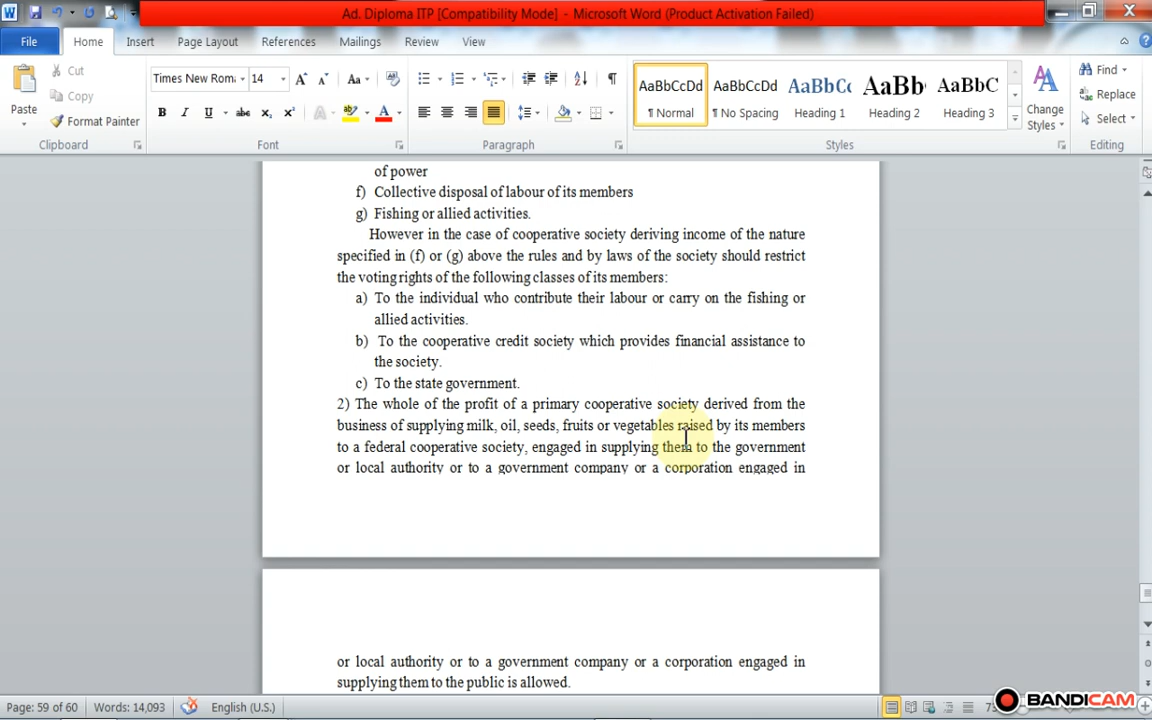 Ad. Diploma ITP [Compatibility Mode] - Microsoft Word (Product Activation Failed)
File Home Insert Page Layout References Mailings Review View
Paste
Cut
Copy
Format Painter
Clipboard
Times New Rom 14
B I U abc x₂ x² Aa A
Font
Paragraph
AaBbCcDd AaBbCcDd AaBbCc AaBb AaBbC
¶ Normal ¶ No Spacing Heading 1 Heading 2 Heading 3
Styles
Change Styles
Find
Replace
Select
Editing
of power
f) Collective disposal of labour of its members
g) Fishing or allied activities.
However in the case of cooperative society deriving income of the nature
specified in (f) or (g) above the rules and by laws of the society should restrict
the voting rights of the following classes of its members:
a) To the individual who contribute their labour or carry on the fishing or
allied activities.
b) To the cooperative credit society which provides financial assistance to
the society.
c) To the state government.
2) The whole of the profit of a primary cooperative society derived from the
business of supplying milk, oil, seeds, fruits or vegetables raised by its members
to a federal cooperative society, engaged in supplying them to the government
or local authority or to a government company or a corporation engaged in
or local authority or to a government company or a corporation engaged in
supplying them to the public is allowed.
Page: 59 of 60 Words: 14,093 English (U.S.)
BANDICAM